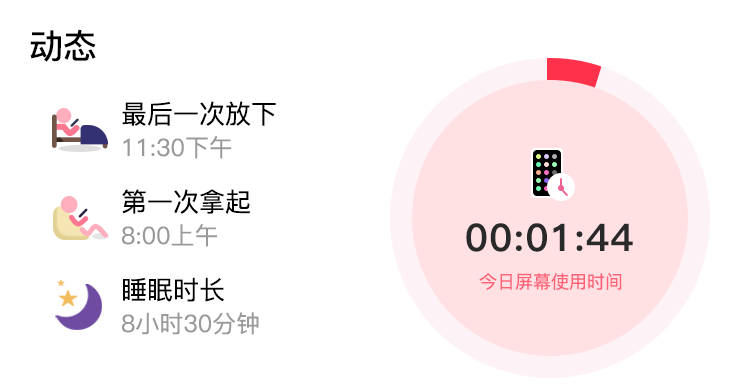 动态
最后一次放下
11:30下午
第一次拿起
8:00上午
睡眠时长
8小时30分钟
00:01:44
今日屏幕使用时间